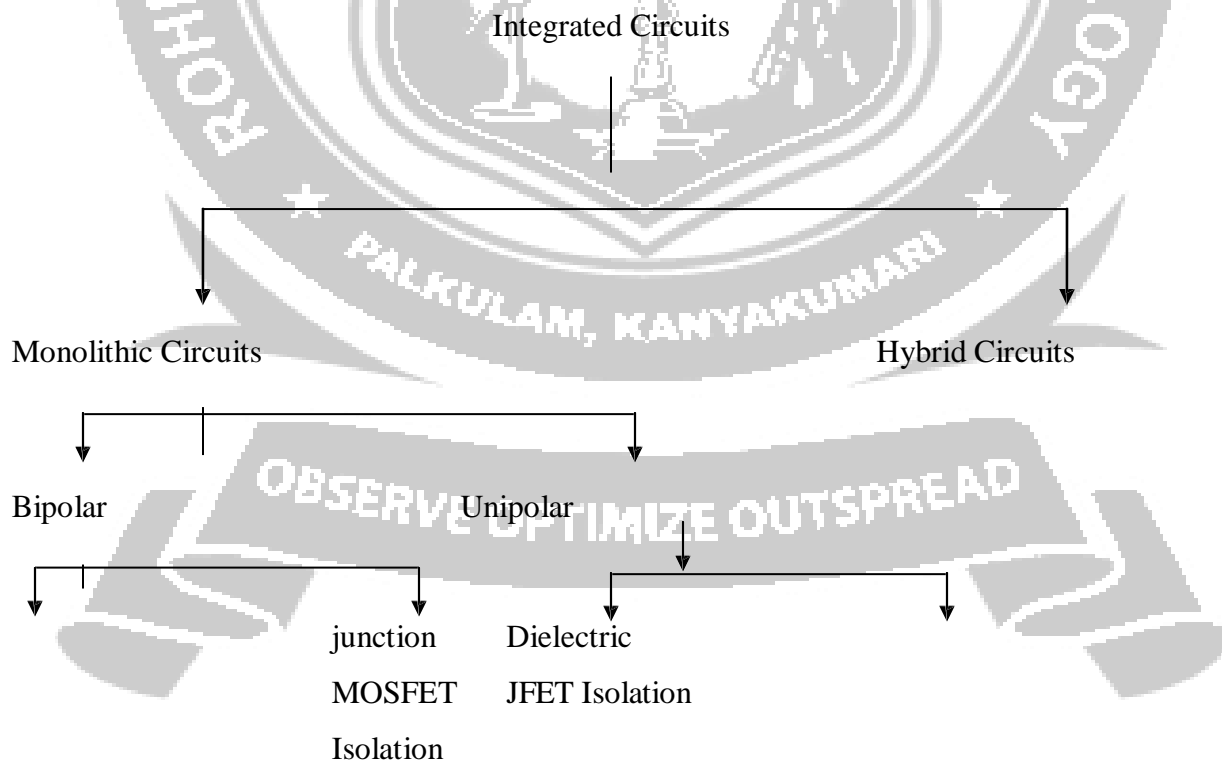 Integrated Circuits
PALKULAM, KANYAKUMARI
Monolithic Circuits Hybrid Circuits
OBSERVE OPTIMIZE OUTSPREAD
Bipolar Unipolar
junction Dielectric
MOSFET JFET Isolation
Isolation